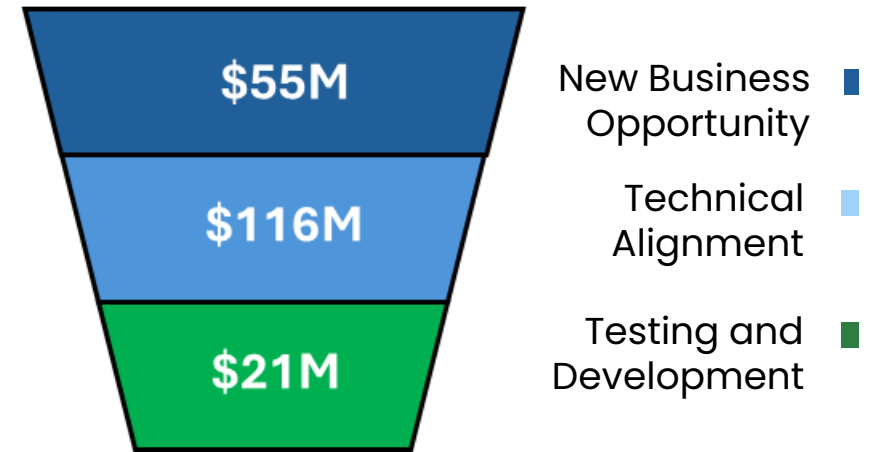 $55M
New Business
Opportunity
$116M
Technical
Alignment
$21M
Testing and
Development